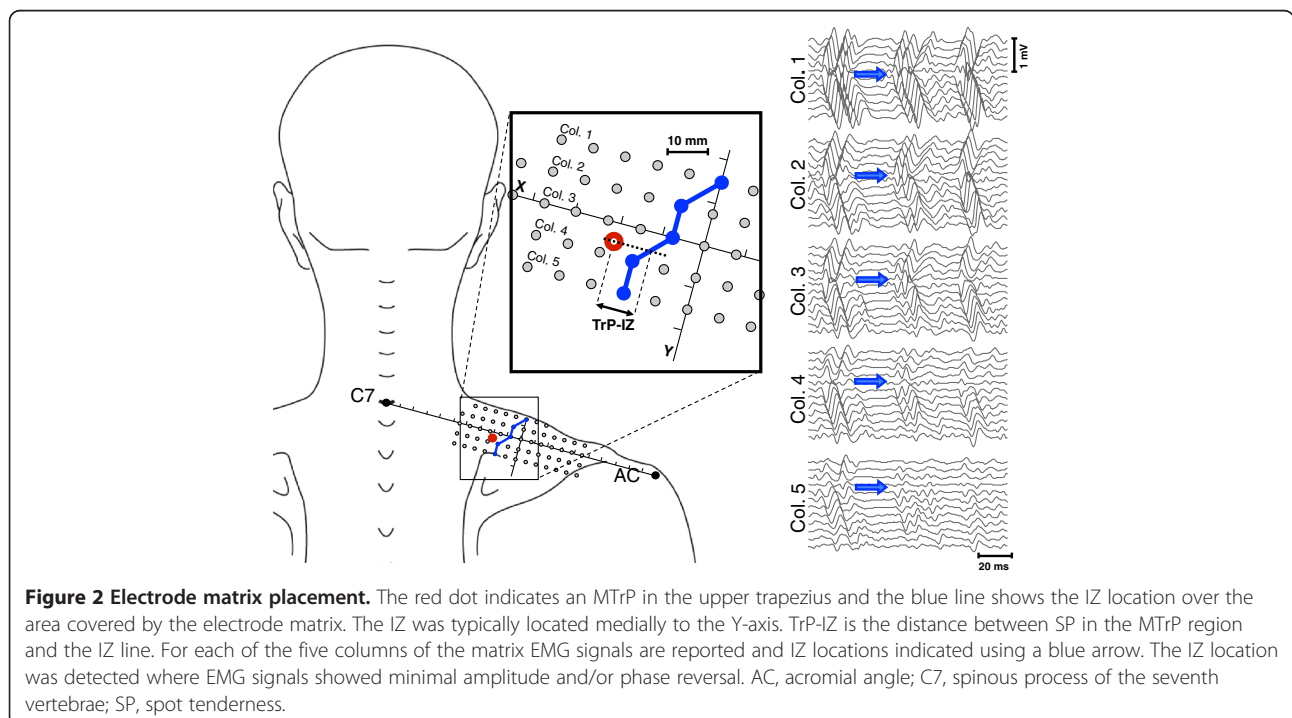 Col. 1
Col. 2
Col. 3
Col. 4
Col. 5
X
10 mm
TrP-IZ
Y
C7
AC
Col. 1
Col. 2
Col. 3
Col. 4
Col. 5
1 mV
20 ms
Figure 2 Electrode matrix placement. The red dot indicates an MTrP in the upper trapezius and the blue line shows the IZ location over the
area covered by the electrode matrix. The IZ was typically located medially to the Y-axis. TrP-IZ is the distance between SP in the MTrP region
and the IZ line. For each of the five columns of the matrix EMG signals are reported and IZ locations indicated using a blue arrow. The IZ location
was detected where EMG signals showed minimal amplitude and/or phase reversal. AC, acromial angle; C7, spinous process of the seventh
vertebrae; SP, spot tenderness.